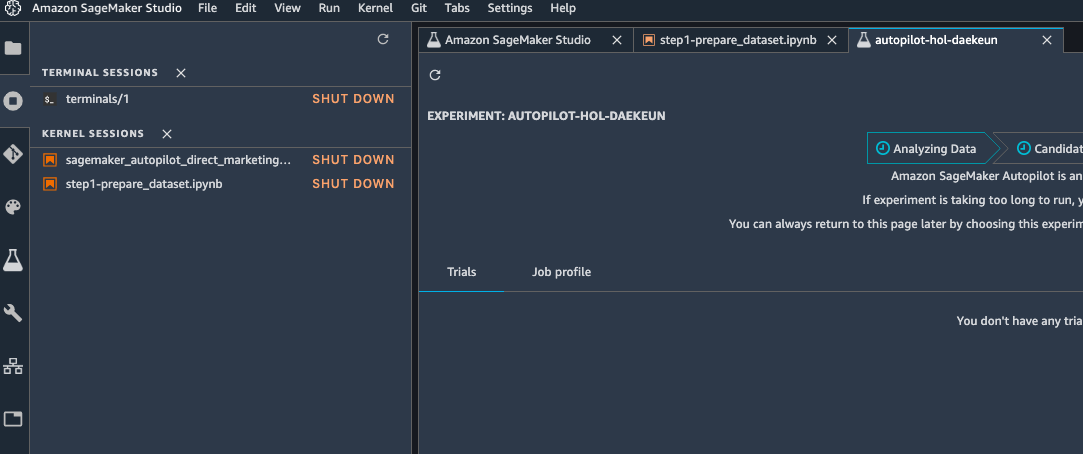 Amazon SageMaker Studio File Edit View Run Kernel Git Tabs Settings Help
TERMINAL SESSIONS
$_ terminals/1 SHUT DOWN
KERNEL SESSIONS
sagemaker_autopilot_direct_marketing... SHUT DOWN
step1-prepare_dataset.ipynb SHUT DOWN
Amazon SageMaker Studio step1-prepare_dataset.ipynb autopilot-hol-daekeun
EXPERIMENT: AUTOPILOT-HOL-DAEKEUN
Analyzing Data Candidat
Amazon SageMaker Autopilot is an
If experiment is taking too long to run, y
You can always return to this page later by choosing this experim
Trials Job profile
You don't have any tria